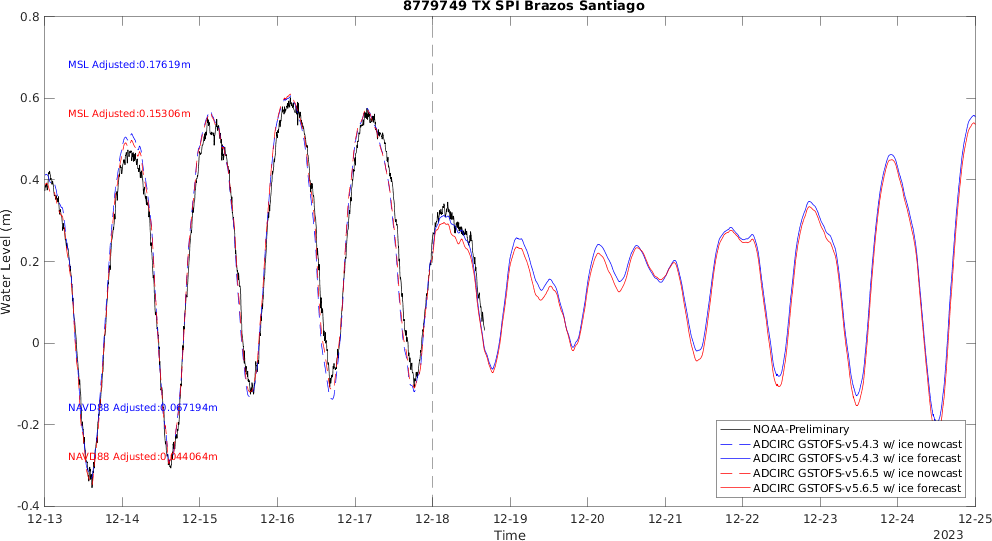 8779749 TX SPI Brazos Santiago
0.8
0.6
0.4
0.2
0
-0.2
-0.4
Water Level (m)
MSL Adjusted:0.17619m
MSL Adjusted:0.15306m
NAVD88 Adjusted:0.067194m
NAVD88 Adjusted:0.044064m
NOAA-Preliminary
ADCIRC GSTOFS-v5.4.3 w/ ice nowcast
ADCIRC GSTOFS-v5.4.3 w/ ice forecast
ADCIRC GSTOFS-v5.6.5 w/ ice nowcast
ADCIRC GSTOFS-v5.6.5 w/ ice forecast
12-13 12-14 12-15 12-16 12-17 12-18 12-19 12-20 12-21 12-22 12-23 12-24 12-25
Time
2023